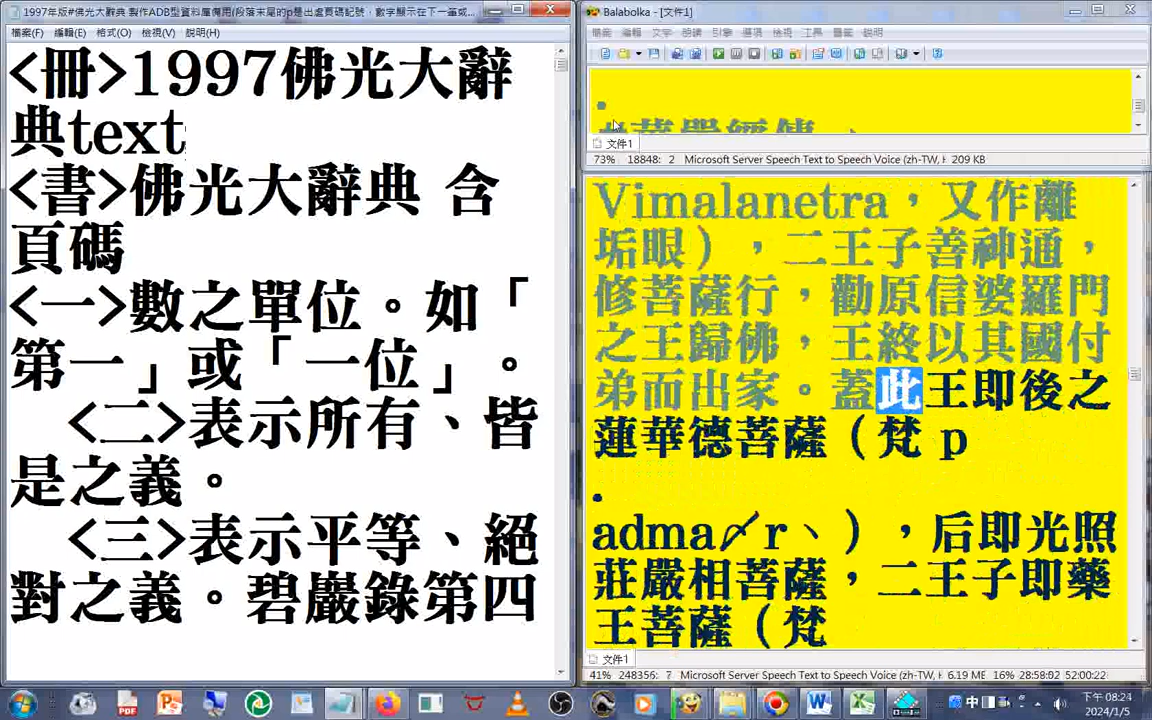 1997年版#佛光大辭典 製作ADB型資料庫備用(段落末尾的p是出處頁碼記號，數字顯示在下一筆或...
檔案(F) 編輯(E) 格式(O) 檢視(V) 說明(H)
<冊>1997佛光大辭
典text
<書>佛光大辭典 含
頁碼
<一>數之單位。如「
第一」或「一位」。
<二>表示所有、皆
是之義。
<三>表示平等、絕
對之義。碧巖錄第四
Balabolka - [文件1]
檔案 編輯 文字 朗讀 引擎 選項 檢視 工具 書籤 視窗 說明
文件1
73% 18848: 2 Microsoft Server Speech Text to Speech Voice (zh-TW, H 209 KB
Vimalanetra，又作離
垢眼），二王子善神通，
修菩薩行，勸原信婆羅門
之王歸佛，王終以其國付
弟而出家。蓋此王即後之
蓮華德菩薩（梵 p
.
adma〆r、），后即光照
莊嚴相菩薩，二王子即藥
王菩薩（梵
文件1
41% 248355: 7 Microsoft Server Speech Text to Speech Voice (zh-TW, H 6.19 ME 16% 28:58:02 52:00:22
中
下午 08:24
2024/1/5